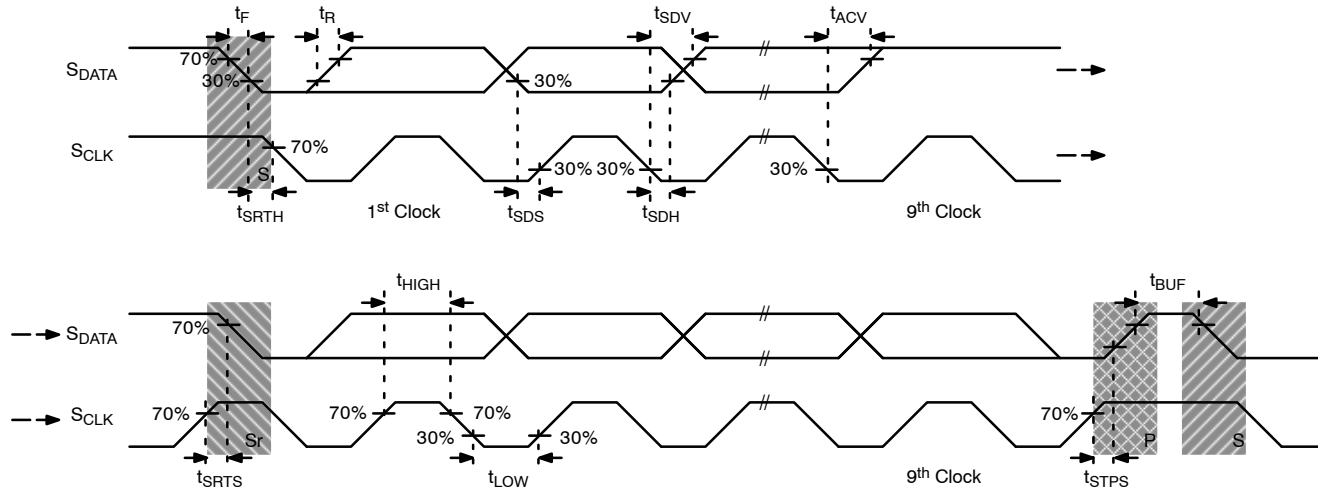 tF tR tSDV tACV
SDATA 70% 30% 30%
SCLK S 70% 30% 30% 30%
tSRTH 1st Clock tSDS tSDH 9th Clock
tHIGH tBUF
SDATA 70%
SCLK 70% Sr 70% 70% 30% 30% 70% P S
tSRTS tLOW 9th Clock tSTPS